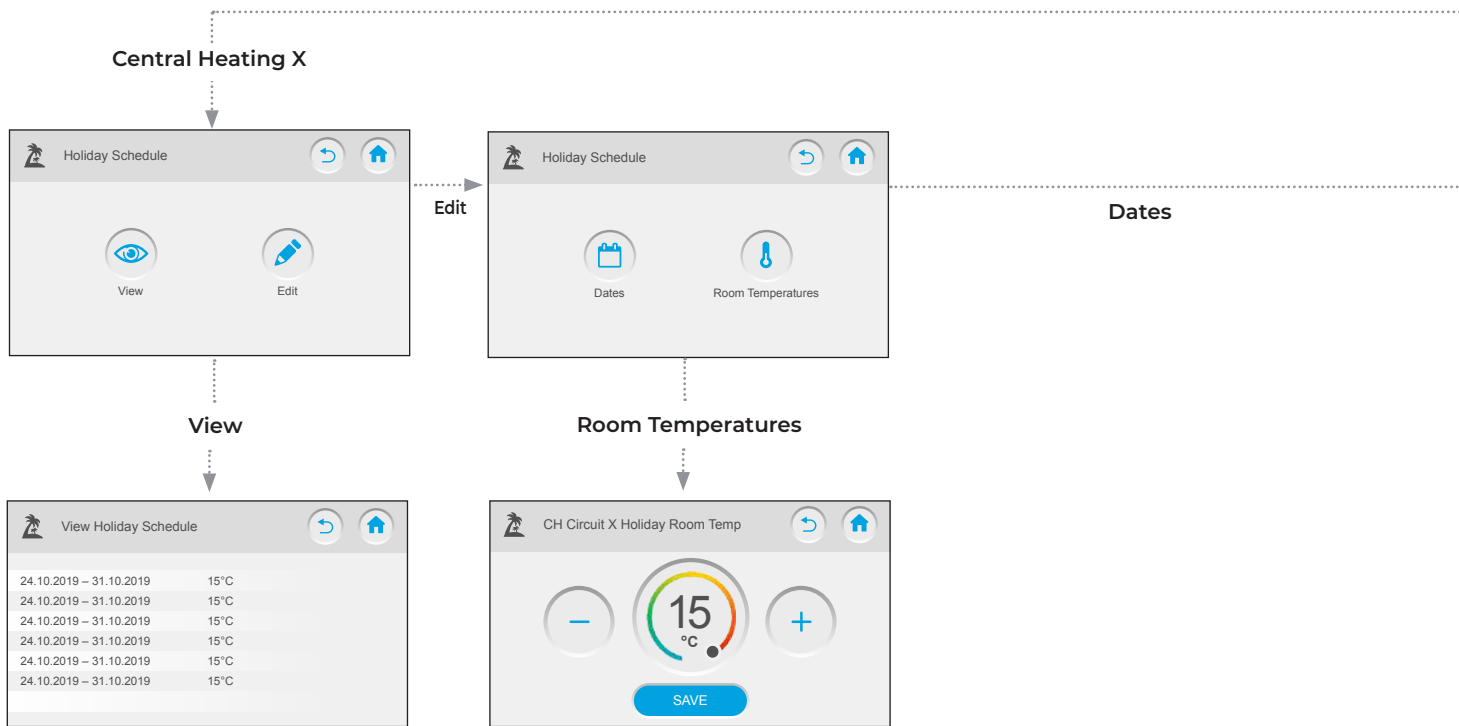 Central Heating X
Holiday Schedule
View
Edit
Edit
Holiday Schedule
Dates
Room Temperatures
Dates
View
View Holiday Schedule
24.10.2019 – 31.10.2019 15°C
24.10.2019 – 31.10.2019 15°C
24.10.2019 – 31.10.2019 15°C
24.10.2019 – 31.10.2019 15°C
24.10.2019 – 31.10.2019 15°C
24.10.2019 – 31.10.2019 15°C
Room Temperatures
CH Circuit X Holiday Room Temp
−
15
°C
+
SAVE